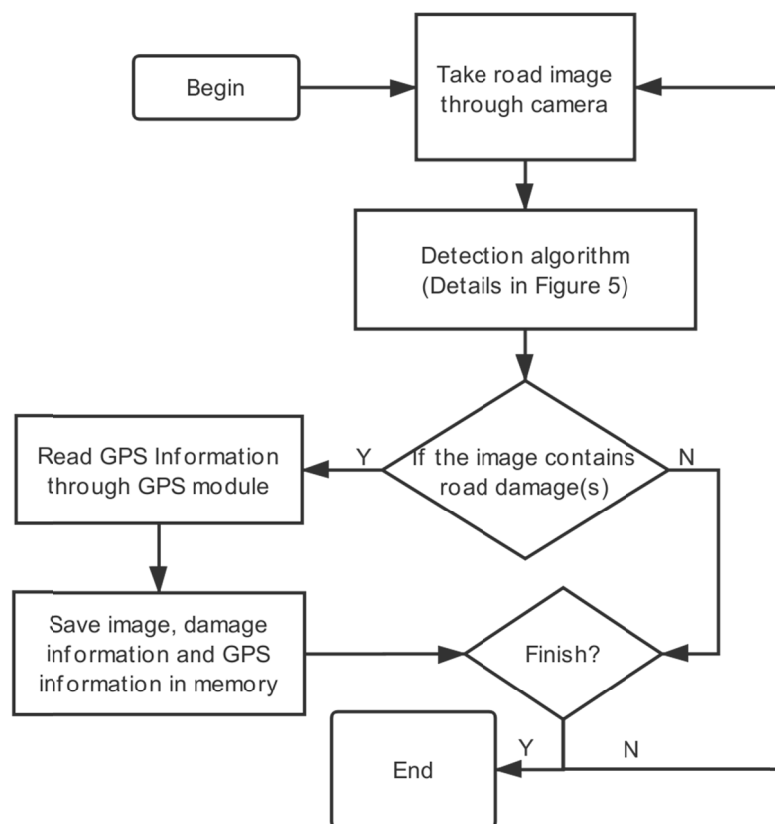 Begin
Take road image
through camera
Detection algorithm
(Details in Figure 5)
If the image contains
road damage(s)
Y
N
Read GPS Information
through GPS module
Save image, damage
information and GPS
information in memory
Finish?
Y
N
End